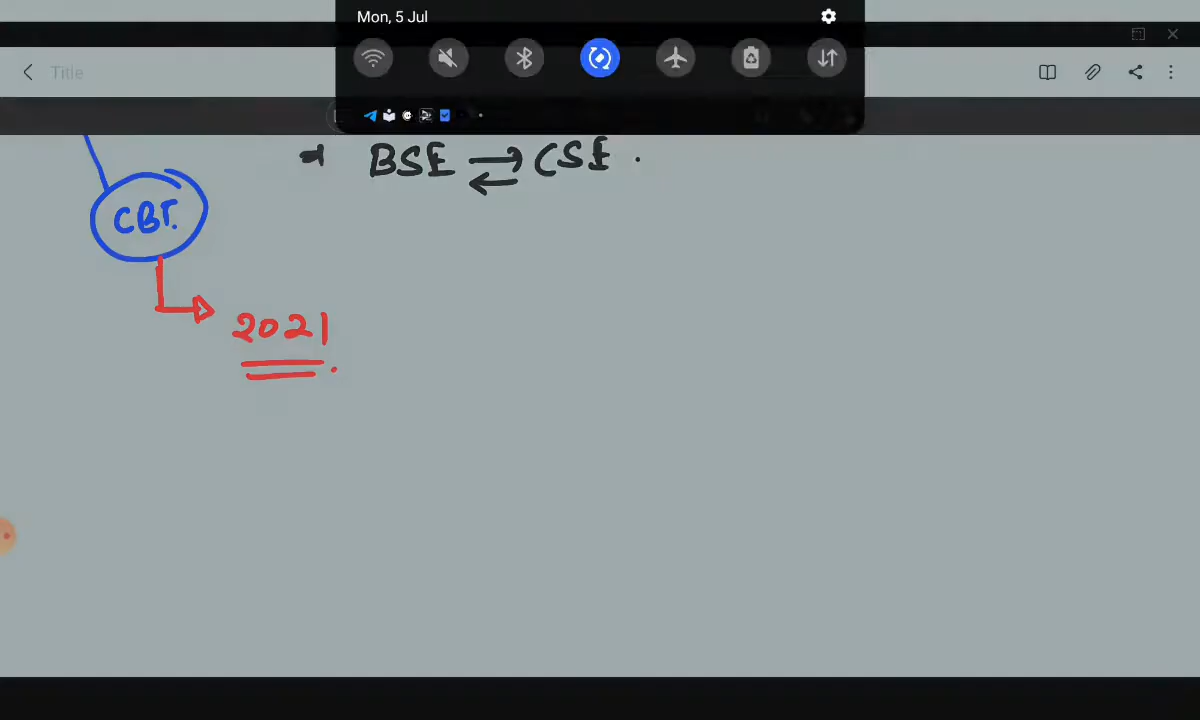 Mon, 5 Jul
Title
⇒ BSE ⇄ CSE .
CBT.
2021.